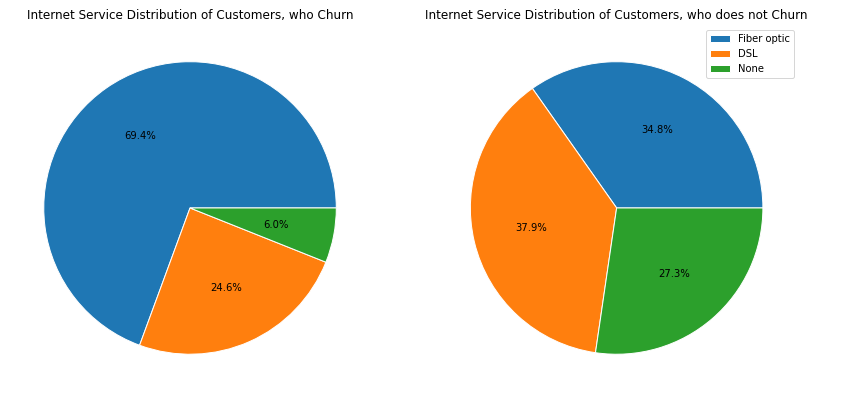 Internet Service Distribution of Customers, who Churn
69.4%
6.0%
24.6%
Internet Service Distribution of Customers, who does not Churn
Fiber optic
DSL
None
34.8%
37.9%
27.3%